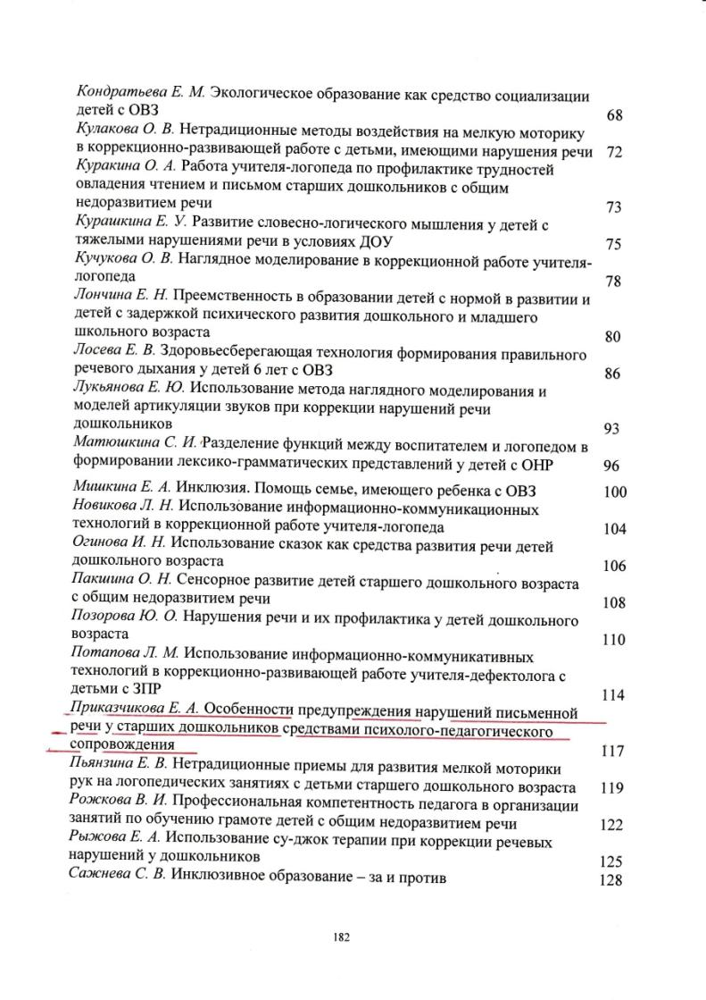 Кондратьева Е. М. Экологическое образование как средство социализации
детей с ОВЗ 68
Кулакова О. В. Нетрадиционные методы воздействия на мелкую моторику
в коррекционно-развивающей работе с детьми, имеющими нарушения речи 72
Куракина О. А. Работа учителя-логопеда по профилактике трудностей
овладения чтением и письмом старших дошкольников с общим
недоразвитием речи 73
Курашкина Е. У. Развитие словесно-логического мышления у детей с
тяжелыми нарушениями речи в условиях ДОУ 75
Кучукова О. В. Наглядное моделирование в коррекционной работе учителя-
логопеда 78
Лончина Е. Н. Преемственность в образовании детей с нормой в развитии и
детей с задержкой психического развития дошкольного и младшего
школьного возраста 80
Лосева Е. В. Здоровьесберегающая технология формирования правильного
речевого дыхания у детей 6 лет с ОВЗ 86
Лукьянова Е. Ю. Использование метода наглядного моделирования и
моделей артикуляции звуков при коррекции нарушений речи
дошкольников 93
Матюшкина С. И. Разделение функций между воспитателем и логопедом в
формировании лексико-грамматических представлений у детей с ОНР 96
Мишкина Е. А. Инклюзия. Помощь семье, имеющего ребенка с ОВЗ 100
Новикова Л. Н. Использование информационно-коммуникационных
технологий в коррекционной работе учителя-логопеда 104
Огинова И. Н. Использование сказок как средства развития речи детей
дошкольного возраста 106
Пакшина О. Н. Сенсорное развитие детей старшего дошкольного возраста
с общим недоразвитием речи 108
Позорова Ю. О. Нарушения речи и их профилактика у детей дошкольного
возраста 110
Потапова Л. М. Использование информационно-коммуникативных
технологий в коррекционно-развивающей работе учителя-дефектолога с
детьми с ЗПР 114
Приказчикова Е. А. Особенности предупреждения нарушений письменной
речи у старших дошкольников средствами психолого-педагогического
сопровождения 117
Пьянзина Е. В. Нетрадиционные приемы для развития мелкой моторики
рук на логопедических занятиях с детьми старшего дошкольного возраста 119
Рожкова В. И. Профессиональная компетентность педагога в организации
занятий по обучению грамоте детей с общим недоразвитием речи 122
Рыжова Е. А. Использование су-джок терапии при коррекции речевых
нарушений у дошкольников 125
Сажнева С. В. Инклюзивное образование – за и против 128
182